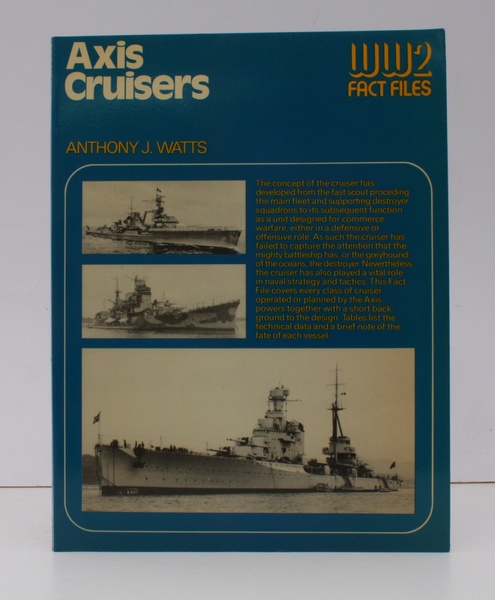 Axis
Cruisers
WW2
FACT FILES
ANTHONY J. WATTS
The concept of the cruiser has
developed from the fast scout proceding
the main fleet and supporting destroyer
squadrons to its subsequent function
as a unit designed for commerce
warfare, either in a defensive or
offensive role. As such the cruiser has
failed to capture the attention that the
mighty battleship has, or the greyhound
of the oceans, the destroyer. Nevertheless
the cruiser has also played a vital role
in naval strategy and tactics. This Fact
File covers every class of cruiser
operated or planned by the Axis
powers together with a short back-
ground to the design. Tables list the
technical data and a brief note of the
fate of each vessel.